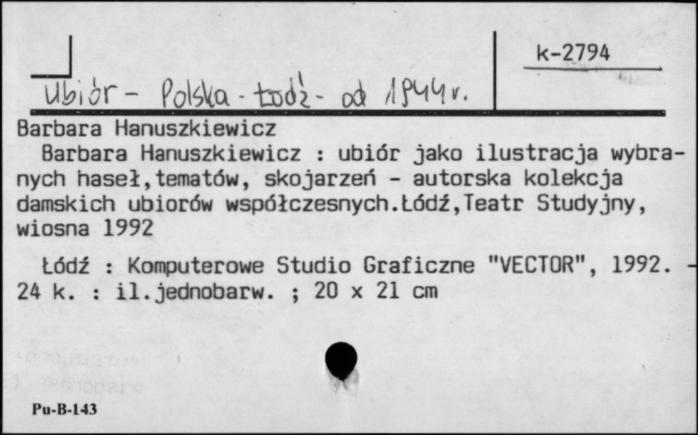 k-2794
Ubiór - Polska - Łódź - od 1944 r.
Barbara Hanuszkiewicz
Barbara Hanuszkiewicz : ubiór jako ilustracja wybra-
nych haseł,tematów, skojarzeń - autorska kolekcja
damskich ubiorów współczesnych.Łódź,Teatr Studyjny,
wiosna 1992
Łódź : Komputerowe Studio Graficzne "VECTOR", 1992. -
24 k. : il.jednobarw. ; 20 x 21 cm
Pu-B-143